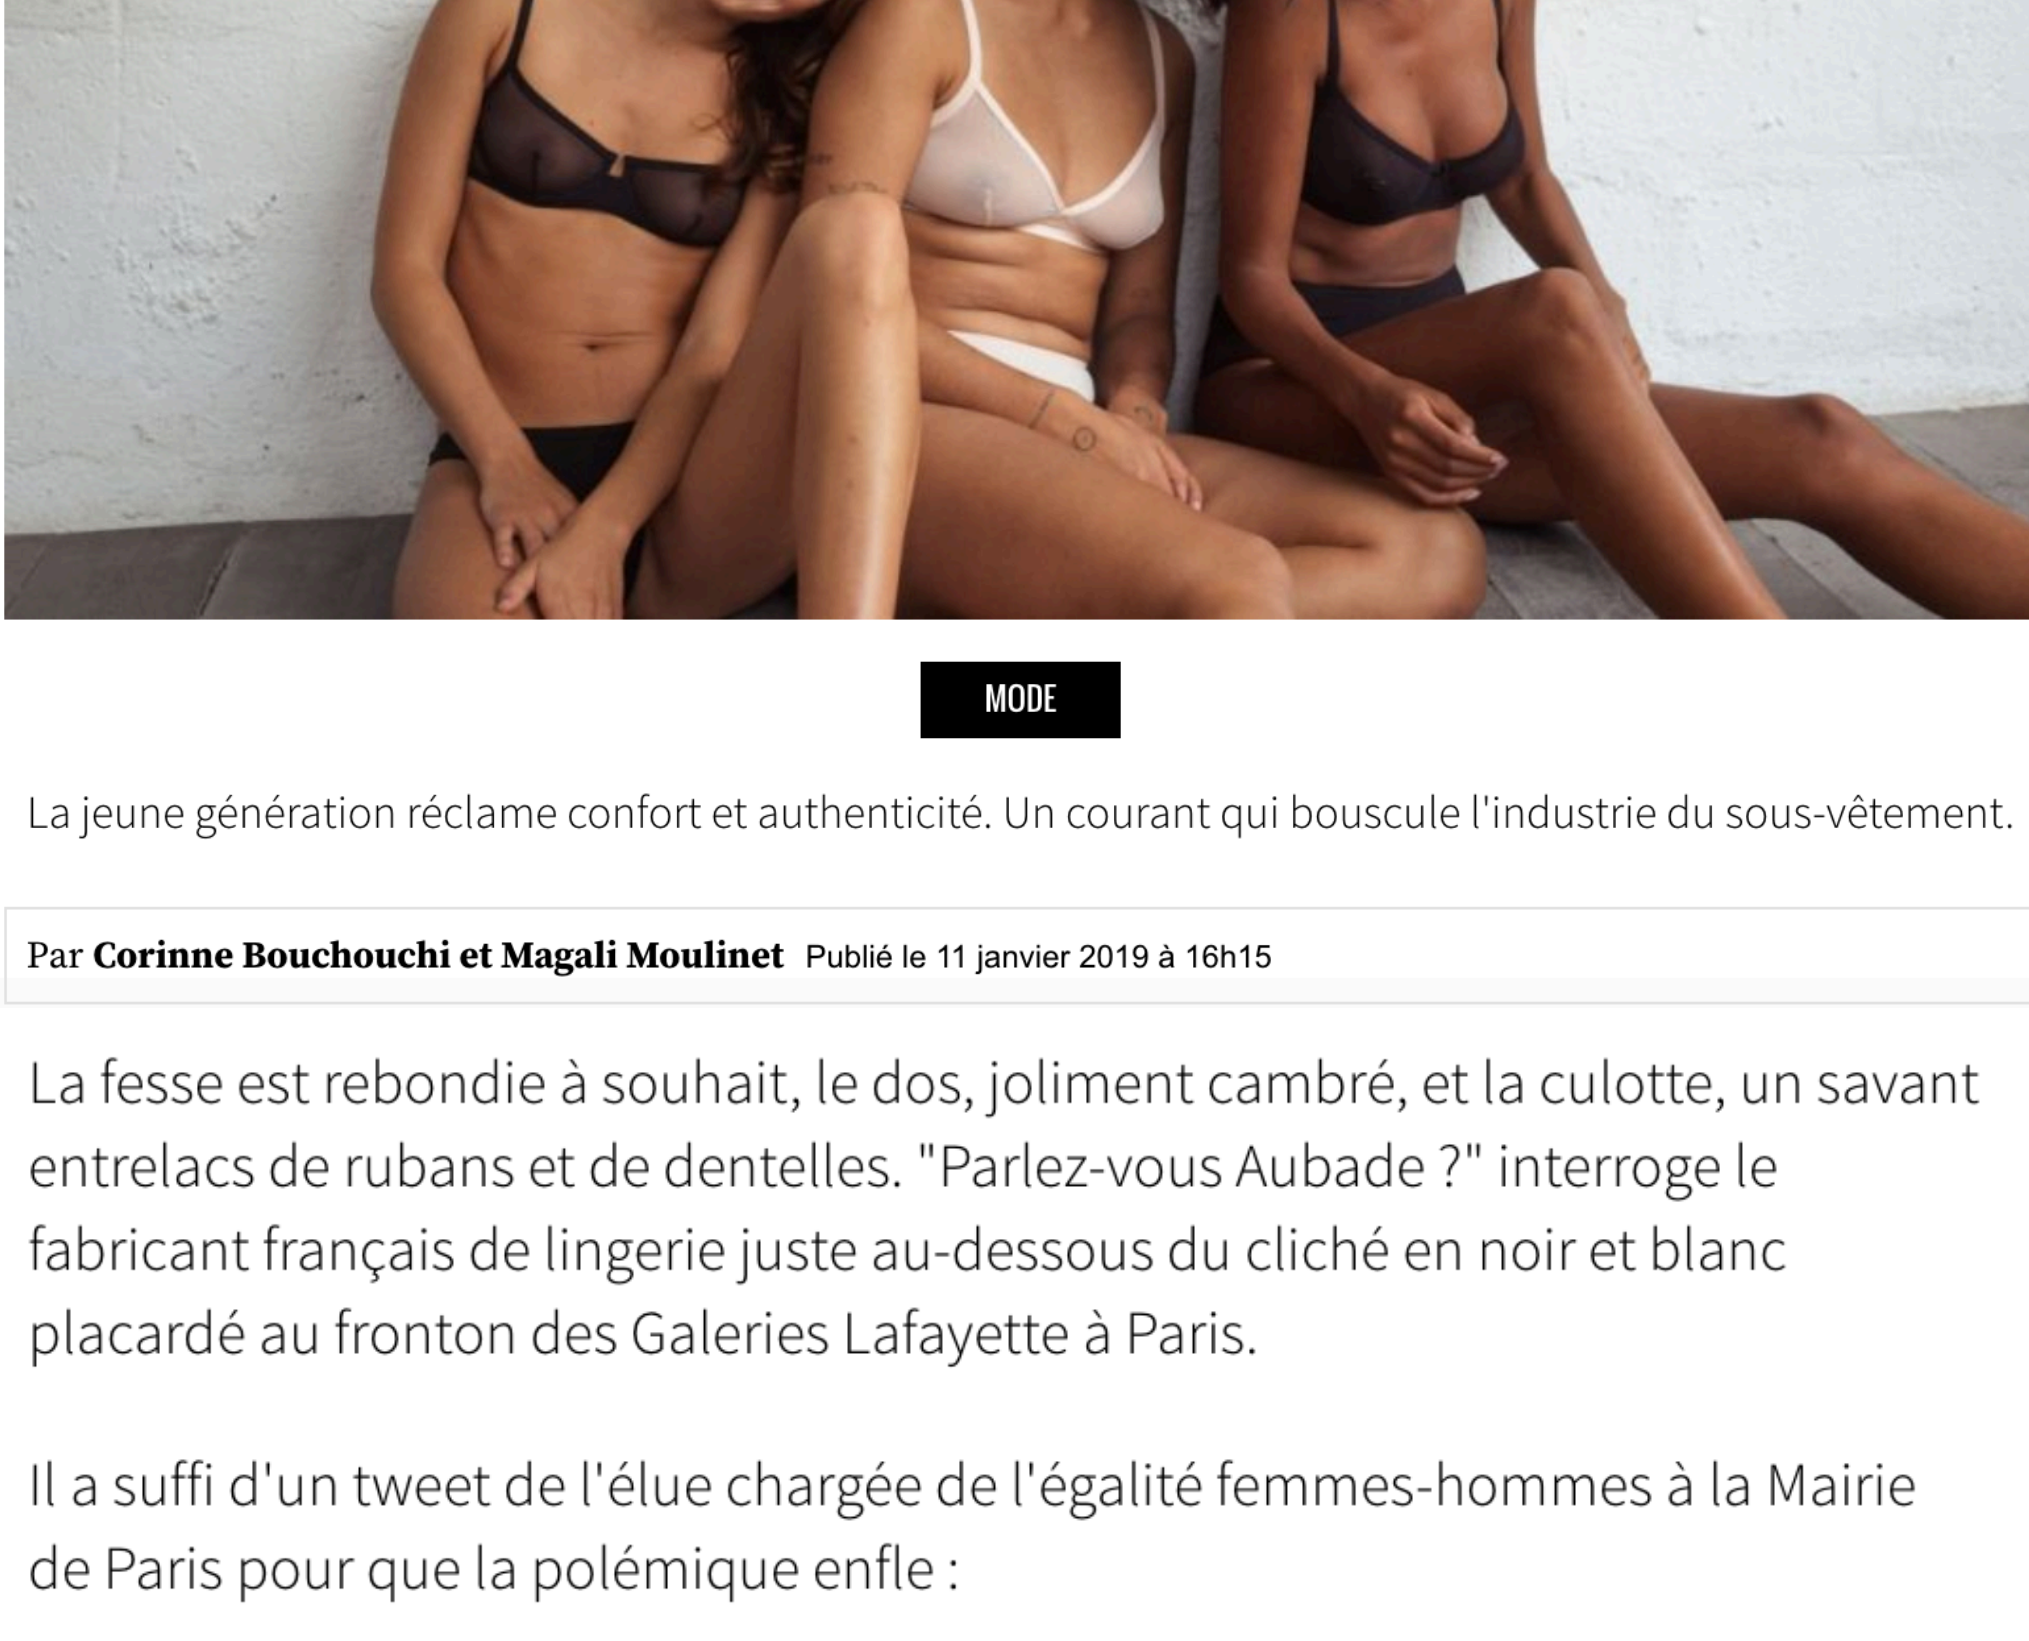 MODE
La jeune génération réclame confort et authenticité. Un courant qui bouscule l'industrie du sous-vêtement.
Par Corinne Bouchouchi et Magali Moulinet Publié le 11 janvier 2019 à 16h15
La fesse est rebondie à souhait, le dos, joliment cambré, et la culotte, un savant
entrelacs de rubans et de dentelles. "Parlez-vous Aubade ?" interroge le
fabricant français de lingerie juste au-dessous du cliché en noir et blanc
placardé au fronton des Galeries Lafayette à Paris.
Il a suffi d'un tweet de l'élue chargée de l'égalité femmes-hommes à la Mairie
de Paris pour que la polémique enfle :